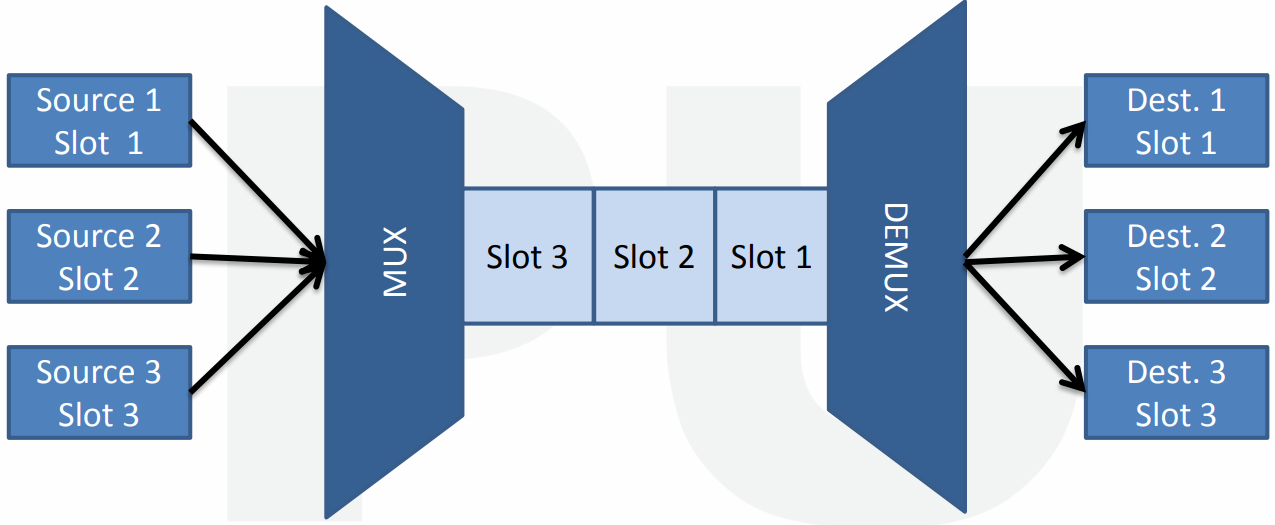 Source 1
Slot 1
Source 2
Slot 2
Source 3
Slot 3
MUX
Slot 3
Slot 2
Slot 1
DEMUX
Dest. 1
Slot 1
Dest. 2
Slot 2
Dest. 3
Slot 3